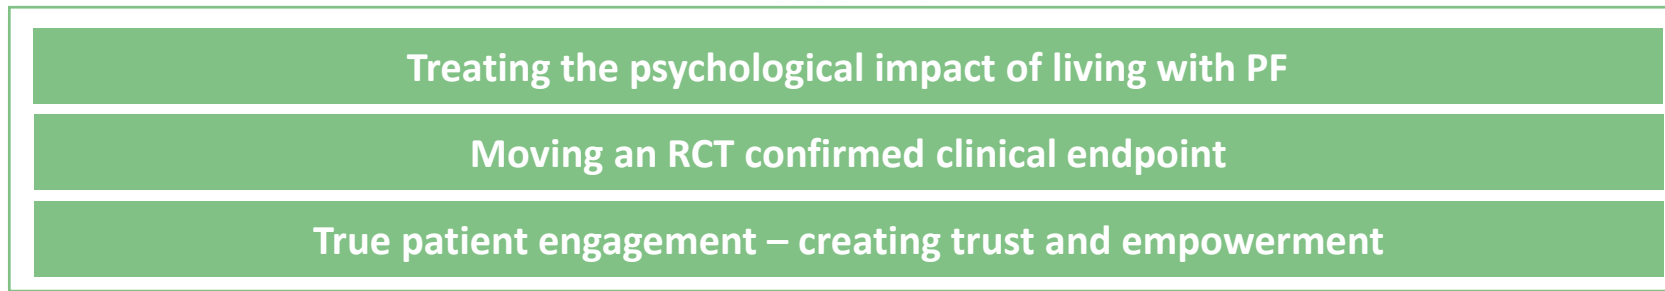 Treating the psychological impact of living with PF
Moving an RCT confirmed clinical endpoint
True patient engagement – creating trust and empowerment